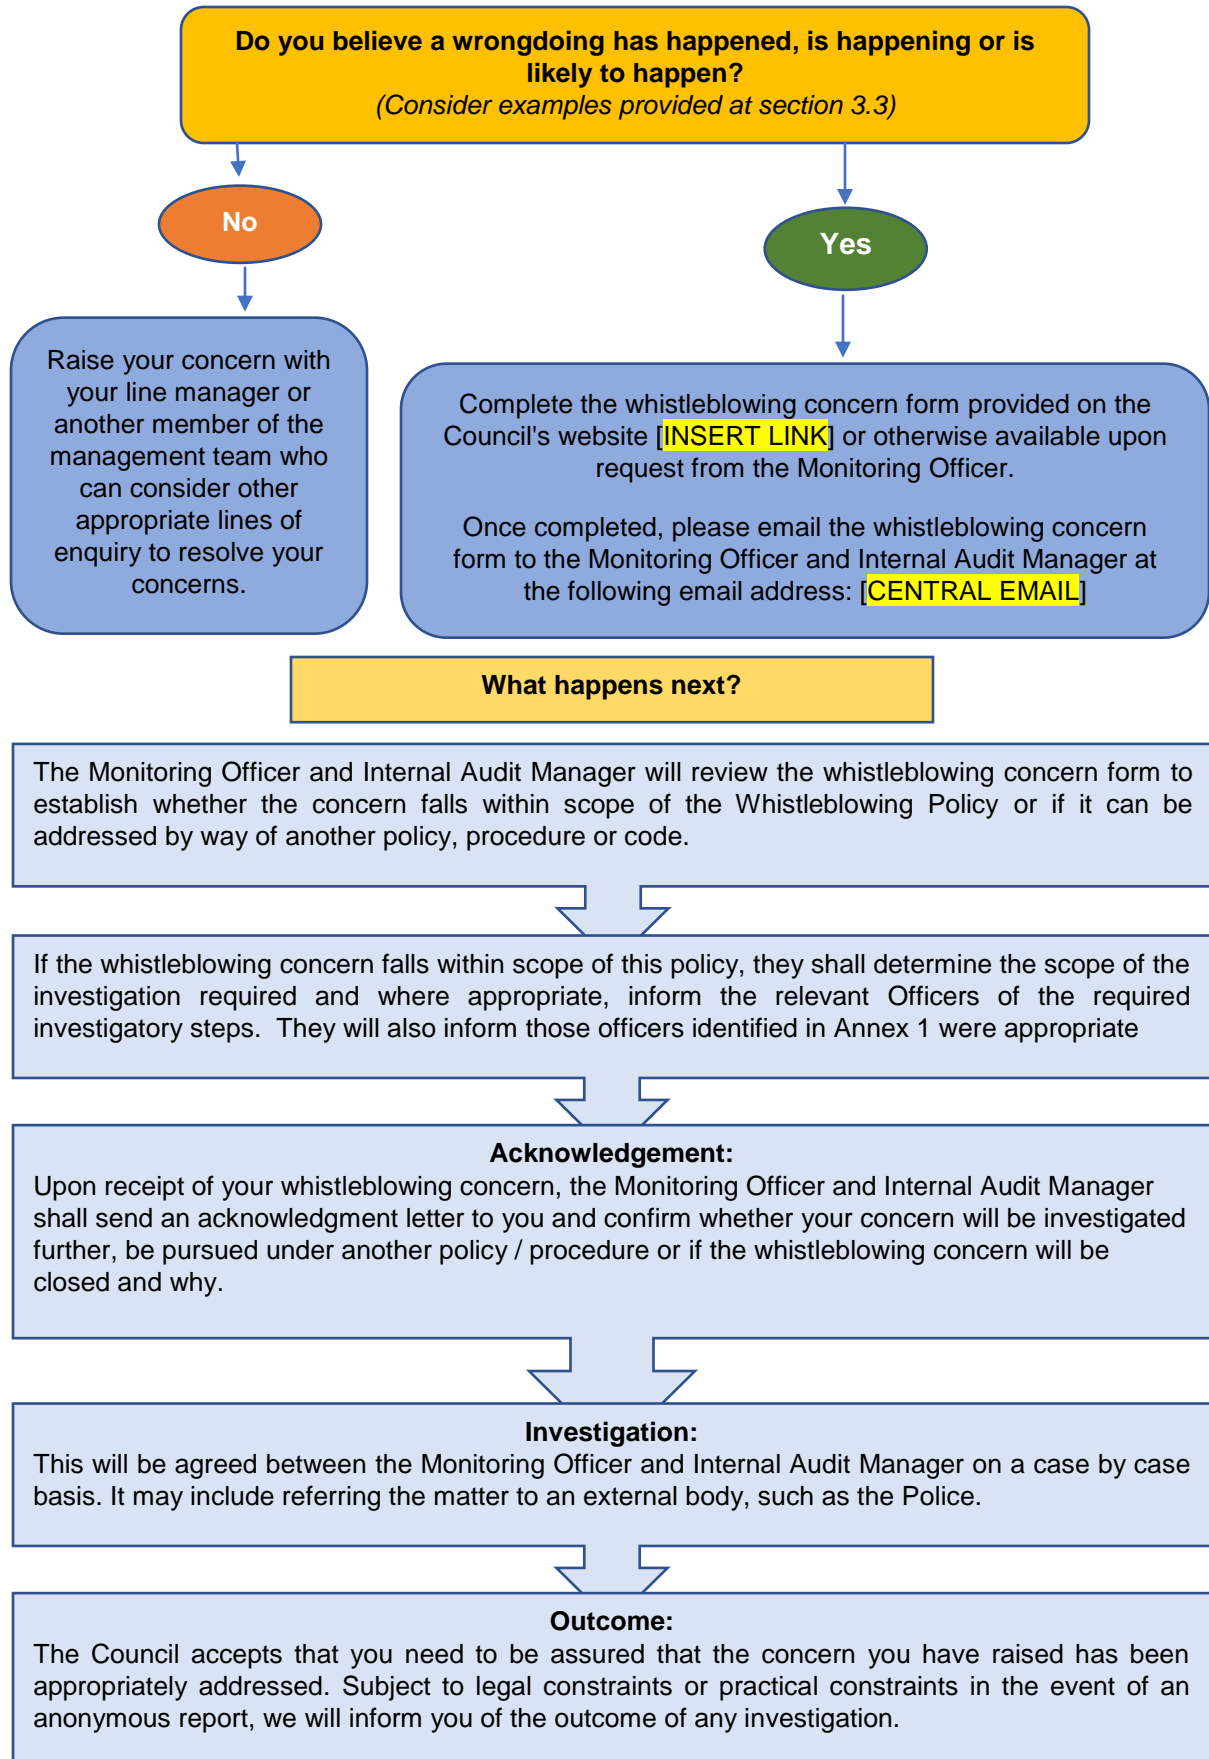 Do you believe a wrongdoing has happened, is happening or is
likely to happen?
(Consider examples provided at section 3.3)
No
Yes
Raise your concern with
your line manager or
another member of the
management team who
can consider other
appropriate lines of
enquiry to resolve your
concerns.
Complete the whistleblowing concern form provided on the
Council's website [INSERT LINK] or otherwise available upon
request from the Monitoring Officer.
Once completed, please email the whistleblowing concern
form to the Monitoring Officer and Internal Audit Manager at
the following email address: [CENTRAL EMAIL]
What happens next?
The Monitoring Officer and Internal Audit Manager will review the whistleblowing concern form to
establish whether the concern falls within scope of the Whistleblowing Policy or if it can be
addressed by way of another policy, procedure or code.
If the whistleblowing concern falls within scope of this policy, they shall determine the scope of the
investigation required and where appropriate, inform the relevant Officers of the required
investigatory steps.  They will also inform those officers identified in Annex 1 were appropriate
Acknowledgement:
Upon receipt of your whistleblowing concern, the Monitoring Officer and Internal Audit Manager
shall send an acknowledgment letter to you and confirm whether your concern will be investigated
further, be pursued under another policy / procedure or if the whistleblowing concern will be
closed and why.
Investigation:
This will be agreed between the Monitoring Officer and Internal Audit Manager on a case by case
basis. It may include referring the matter to an external body, such as the Police.
Outcome:
The Council accepts that you need to be assured that the concern you have raised has been
appropriately addressed. Subject to legal constraints or practical constraints in the event of an
anonymous report, we will inform you of the outcome of any investigation.